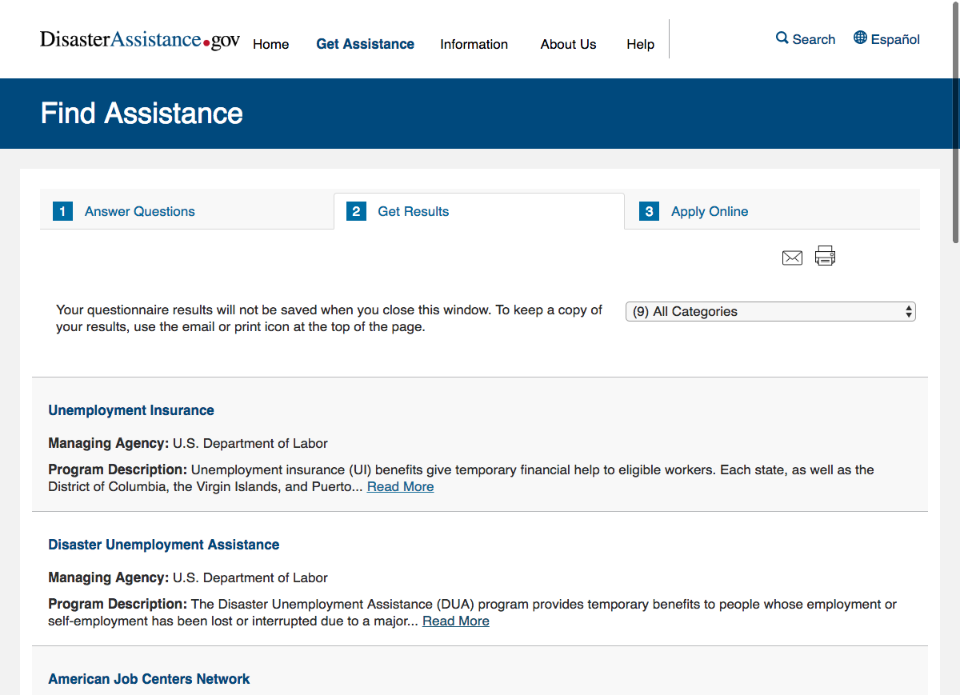 DisasterAssistance.gov Home Get Assistance Information About Us Help Search Español
Find Assistance
1 Answer Questions 2 Get Results 3 Apply Online
Your questionnaire results will not be saved when you close this window. To keep a copy of
your results, use the email or print icon at the top of the page.
(9) All Categories
Unemployment Insurance
Managing Agency: U.S. Department of Labor
Program Description: Unemployment insurance (UI) benefits give temporary financial help to eligible workers. Each state, as well as the
District of Columbia, the Virgin Islands, and Puerto... Read More
Disaster Unemployment Assistance
Managing Agency: U.S. Department of Labor
Program Description: The Disaster Unemployment Assistance (DUA) program provides temporary benefits to people whose employment or
self-employment has been lost or interrupted due to a major... Read More
American Job Centers Network